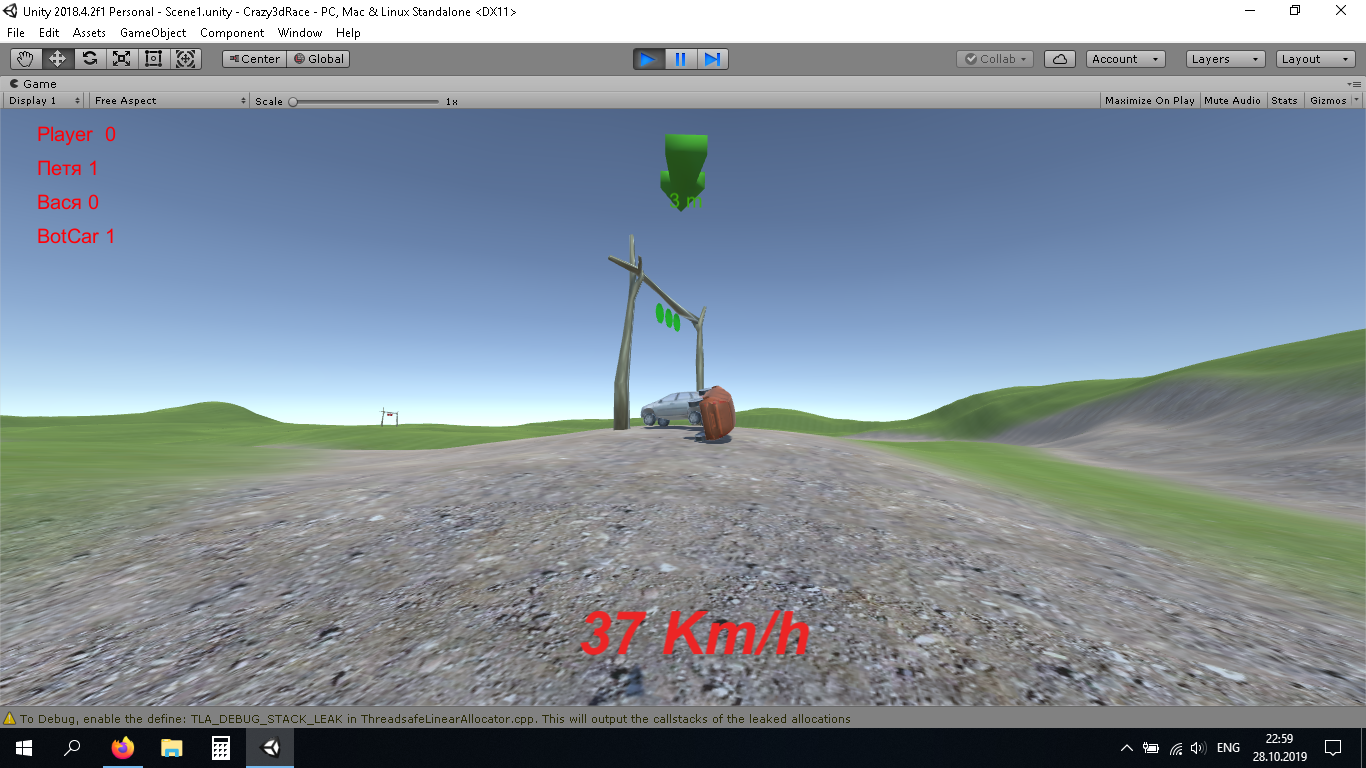 Unity 2018.4.2f1 Personal - Scene1.unity - Crazy3dRace - PC, Mac & Linux Standalone <DX11>
File Edit Assets GameObject Component Window Help
Center Global Collab Account Layers Layout
Game
Display 1 Free Aspect Scale 1x Maximize On Play Mute Audio Stats Gizmos
Player 0
Петя 1
Вася 0
BotCar 1
3 m
37 Km/h
To Debug, enable the define: TLA_DEBUG_STACK_LEAK in ThreadsafeLinearAllocator.cpp. This will output the callstacks of the leaked allocations
ENG
22:59
28.10.2019